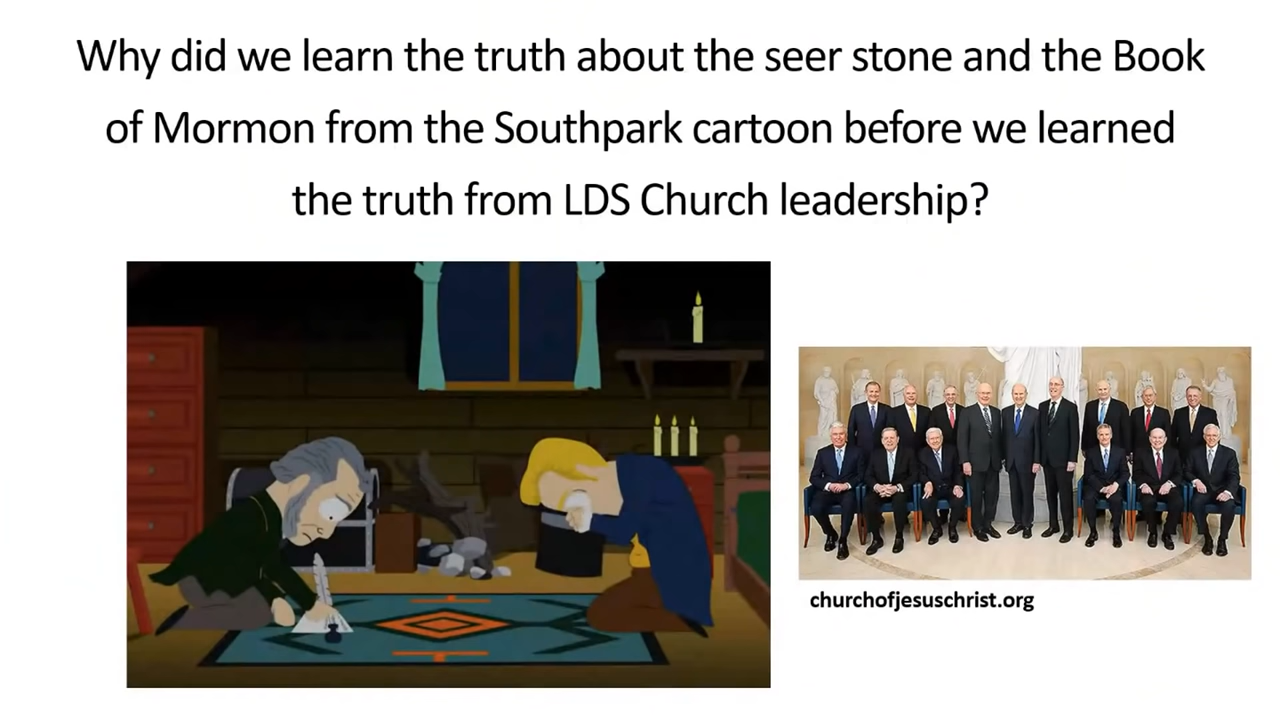 Why did we learn the truth about the seer stone and the Book
of Mormon from the Southpark cartoon before we learned
the truth from LDS Church leadership?
churchofjesuschrist.org